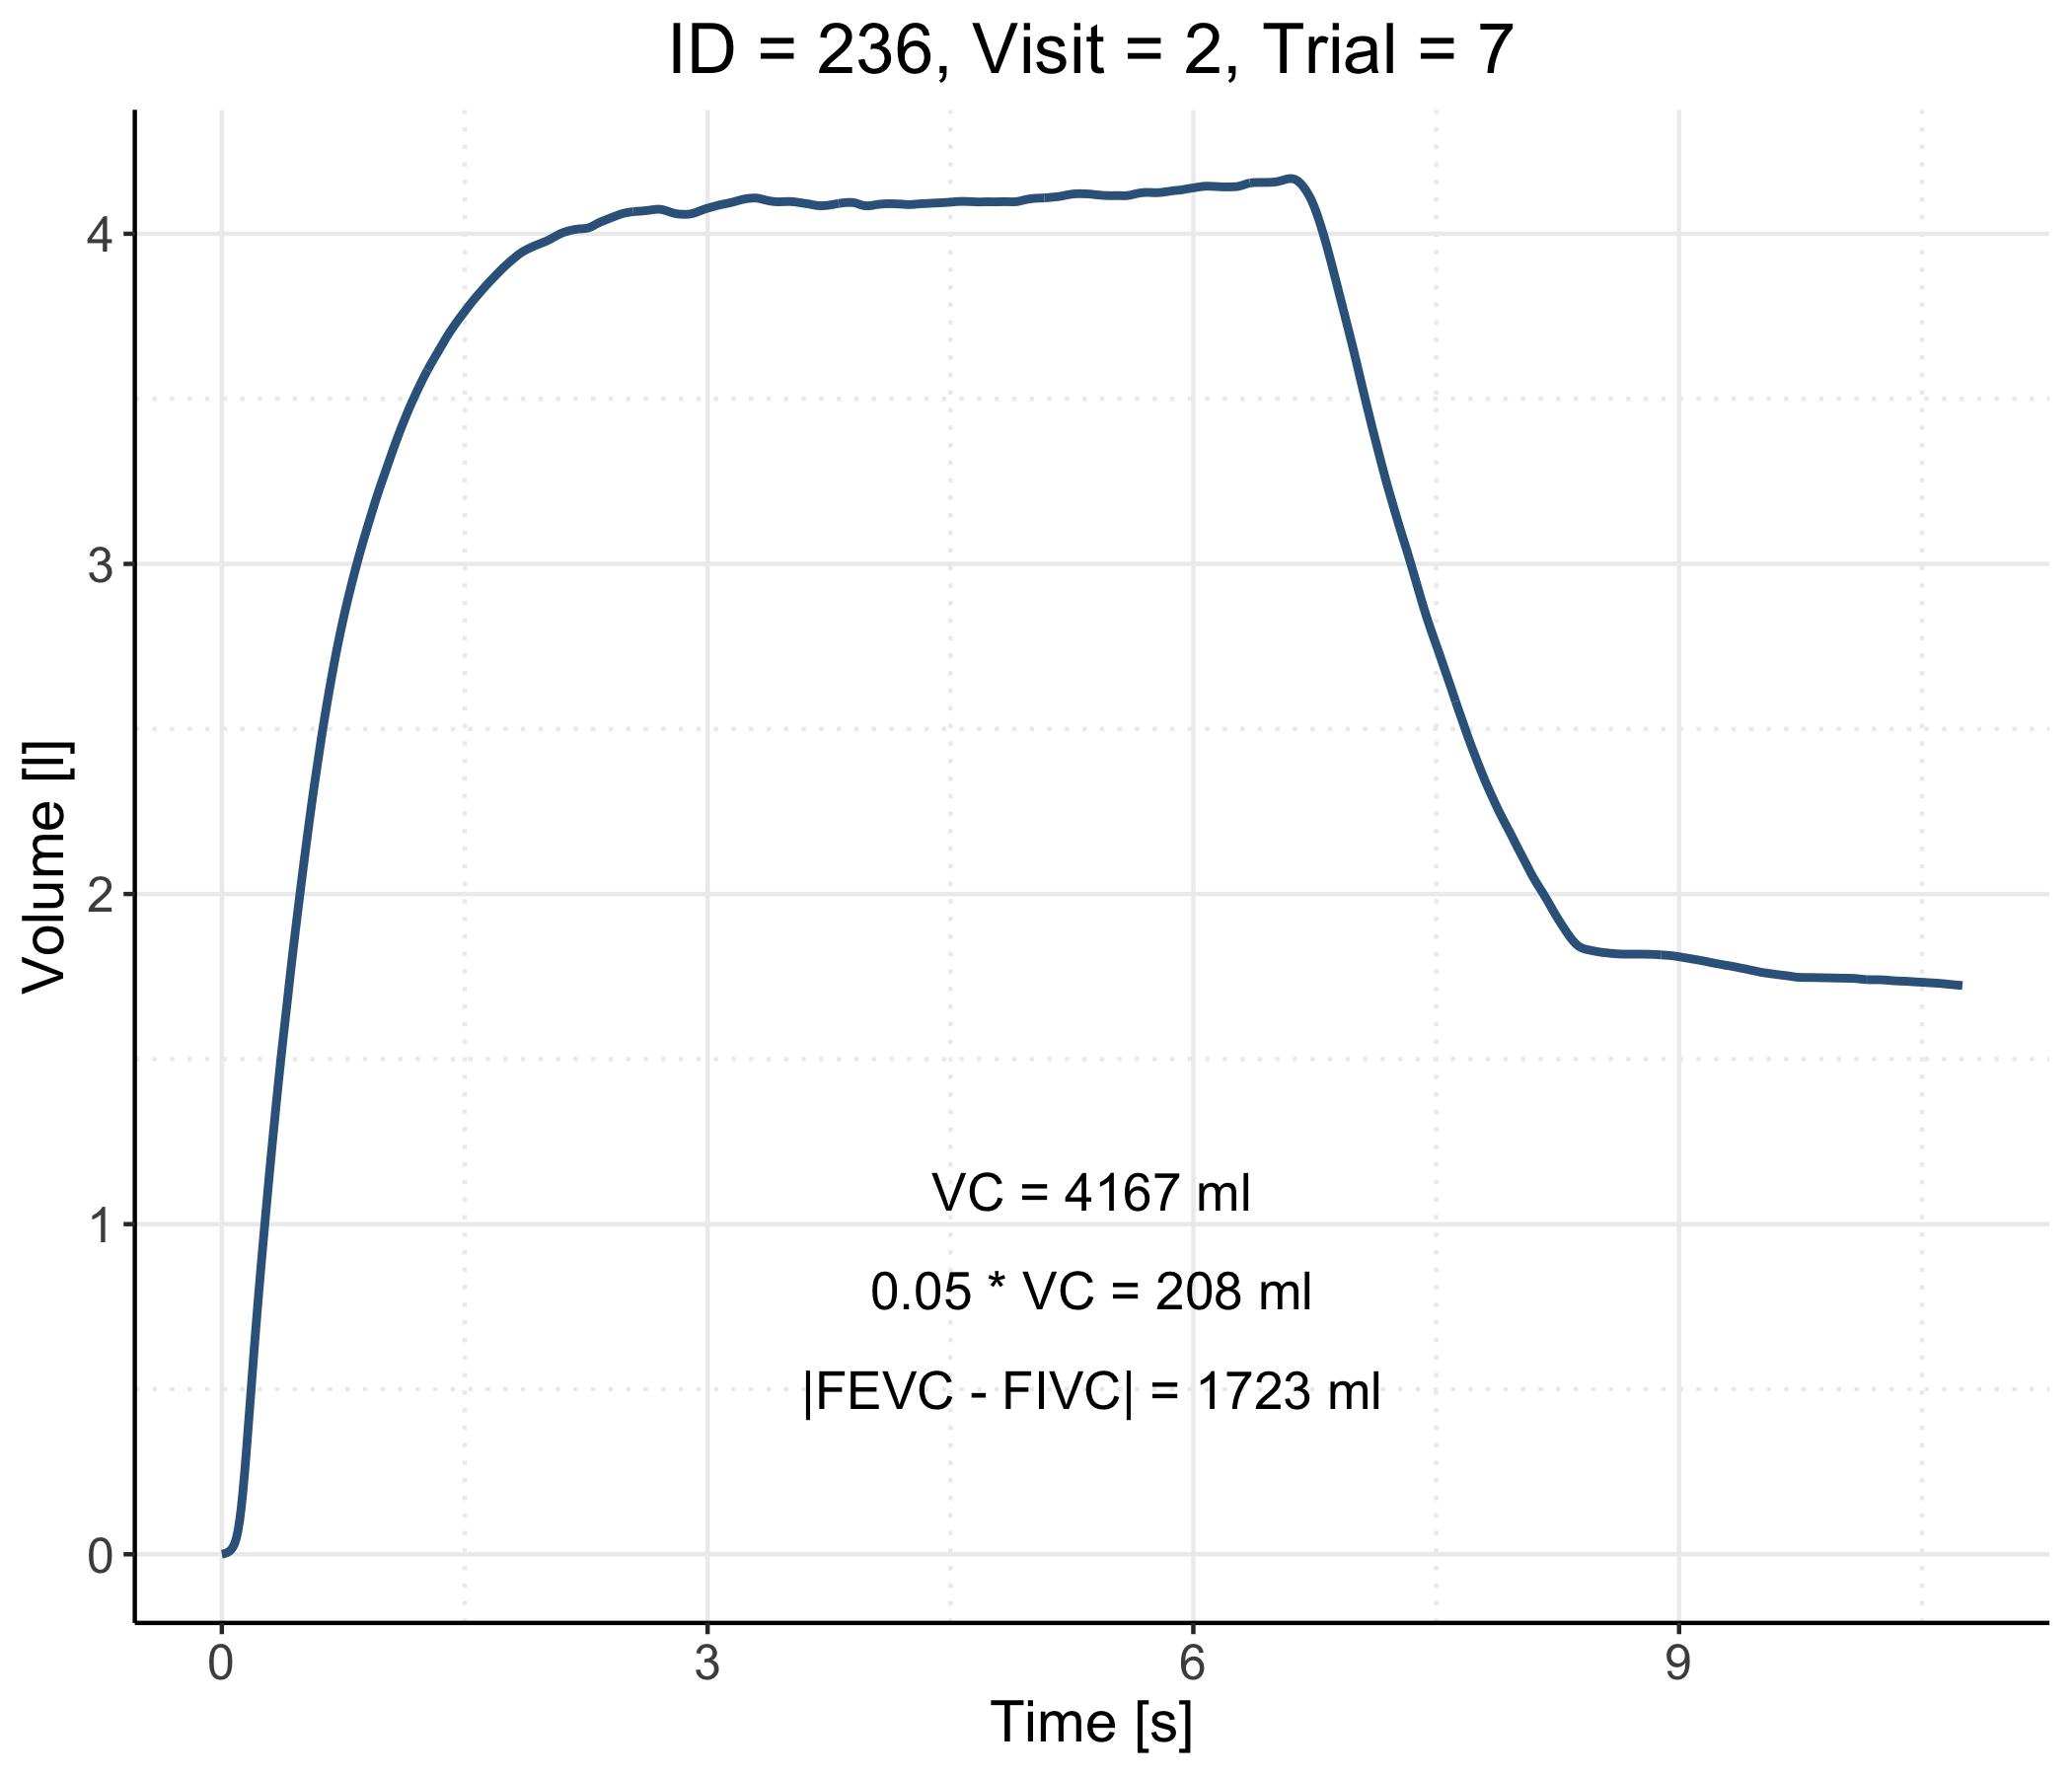 ID = 236, Visit = 2, Trial = 7
4
3
2
1
0
Volume [l]
VC = 4167 ml
0.05 * VC = 208 ml
|FEVC - FIVC| = 1723 ml
0 3 6 9
Time [s]